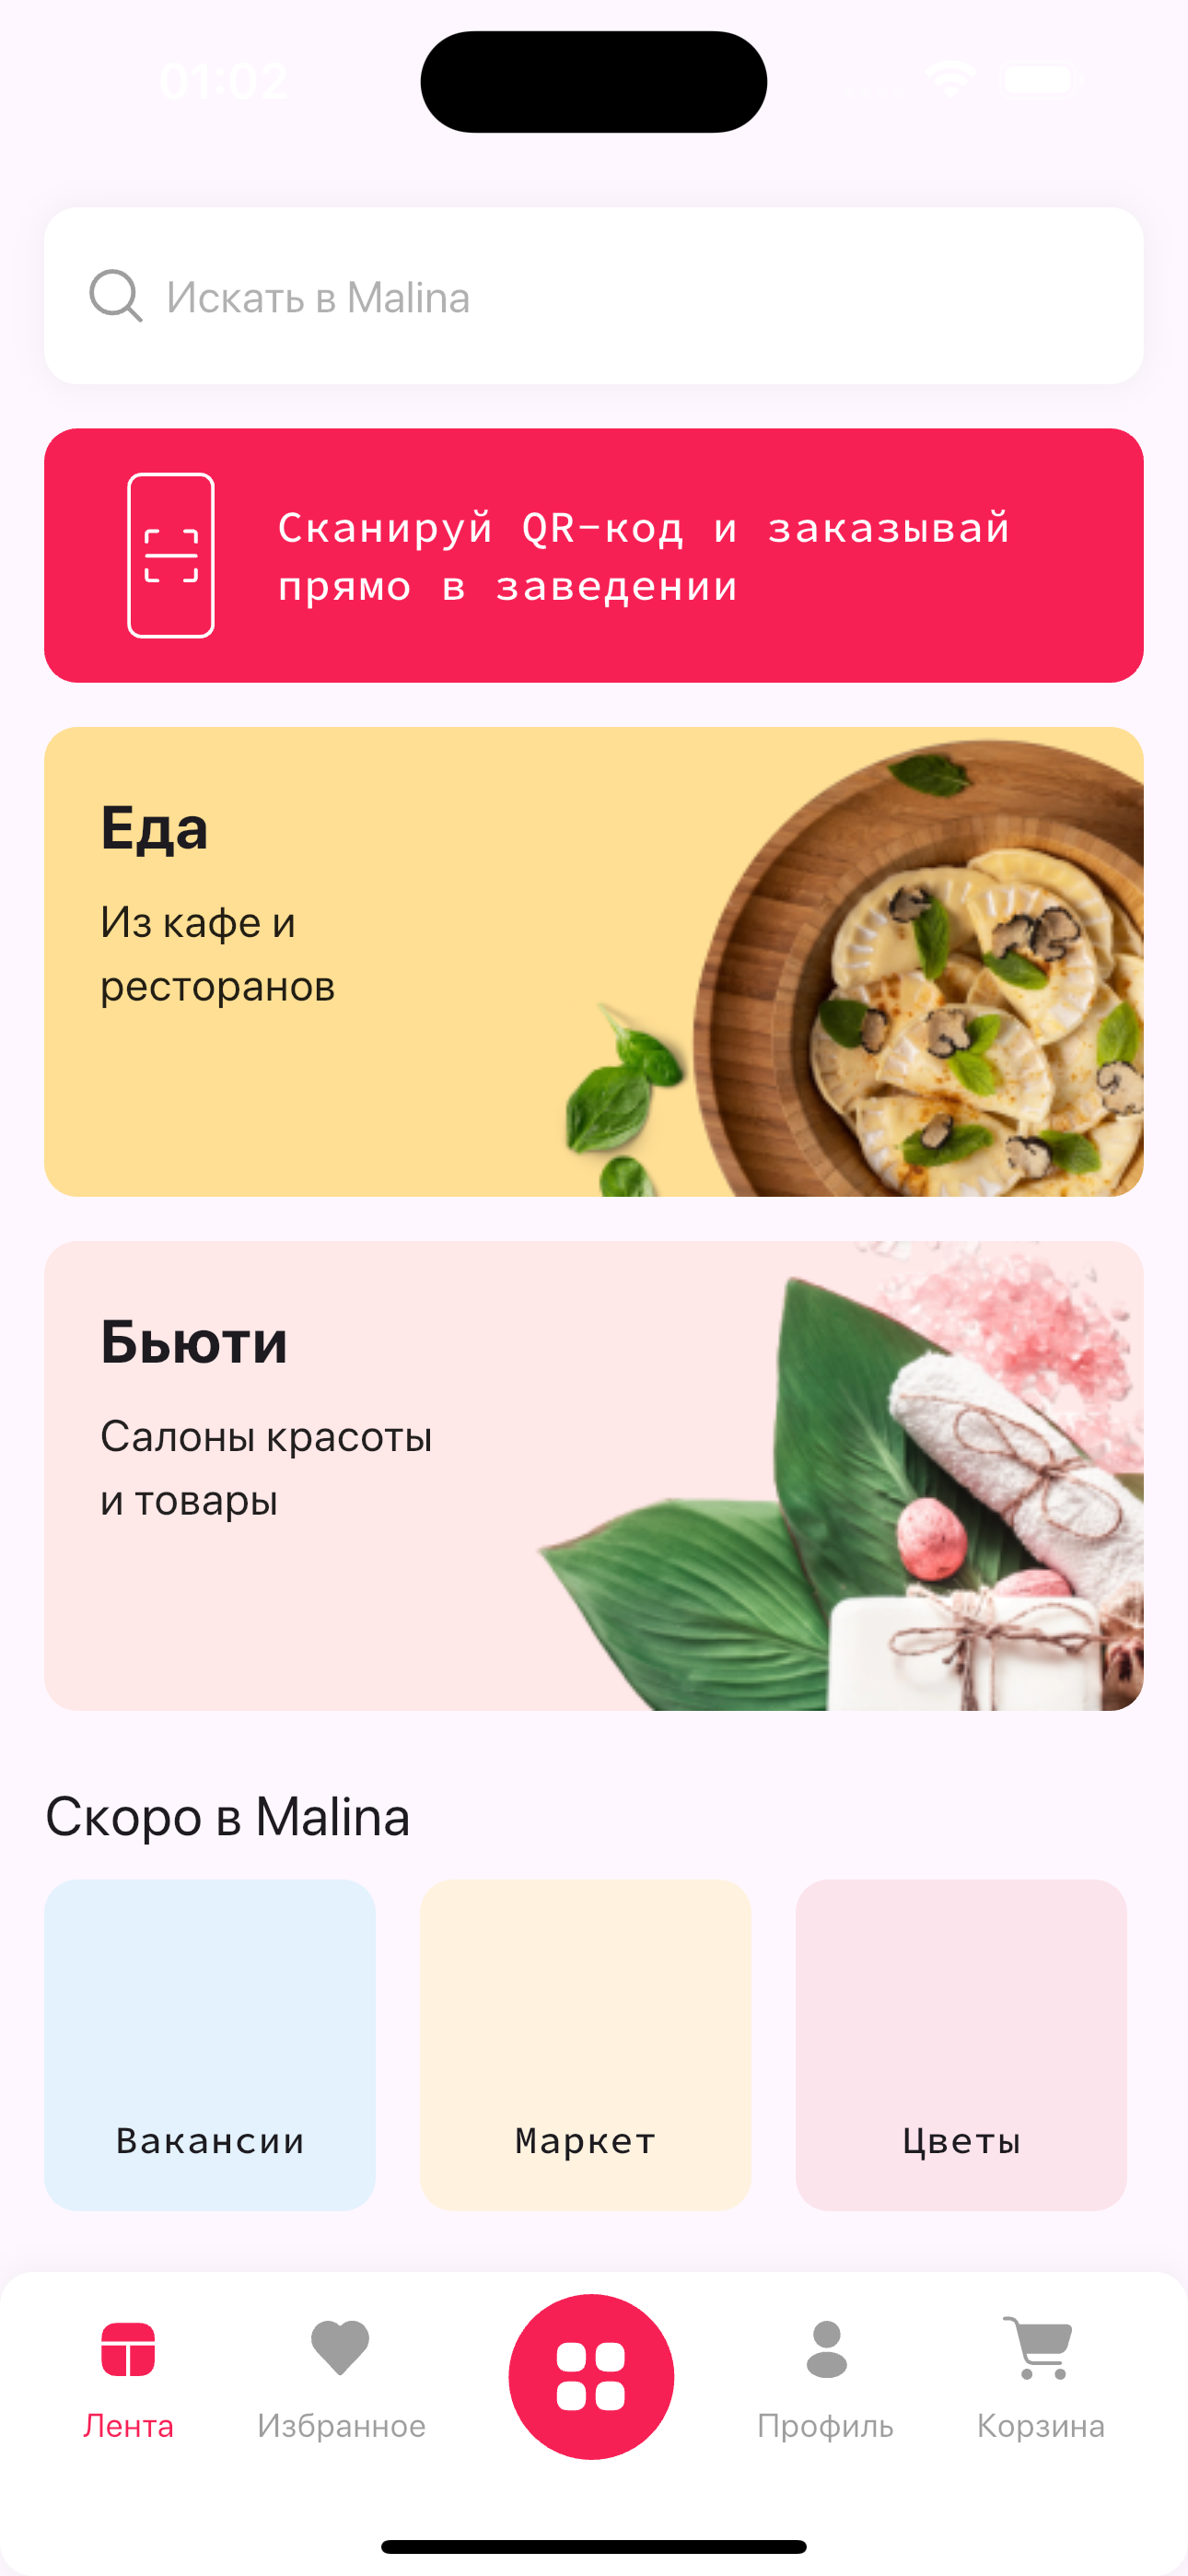 01:02
Искать в Malina
Сканируй QR-код и заказывай
прямо в заведении
Еда
Из кафе и
ресторанов
Бьюти
Салоны красоты
и товары
Скоро в Malina
Вакансии
Маркет
Цветы
Лента
Избранное
Профиль
Корзина